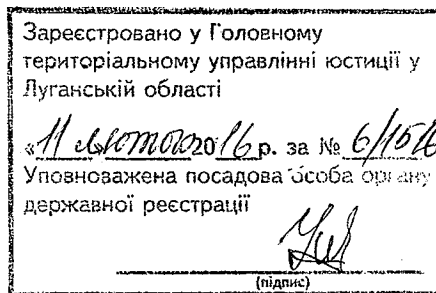 Зареєстровано у Головному
територіальному управлінні юстиції у
Луганській області
«11» лютого 2016 р. за № 6/1516
Уповноважена посадова особа органу
державної реєстрації
(підпис)